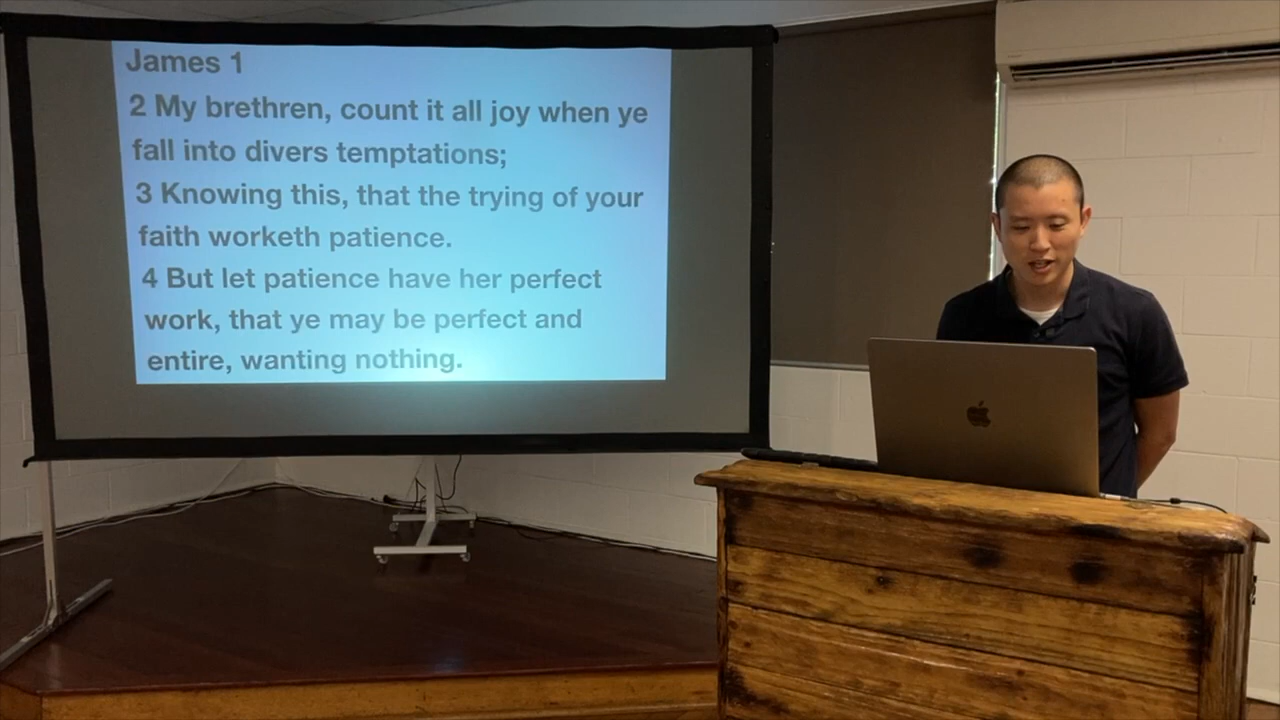 James 1
2 My brethren, count it all joy when ye
fall into divers temptations;
3 Knowing this, that the trying of your
faith worketh patience.
4 But let patience have her perfect
work, that ye may be perfect and
entire, wanting nothing.